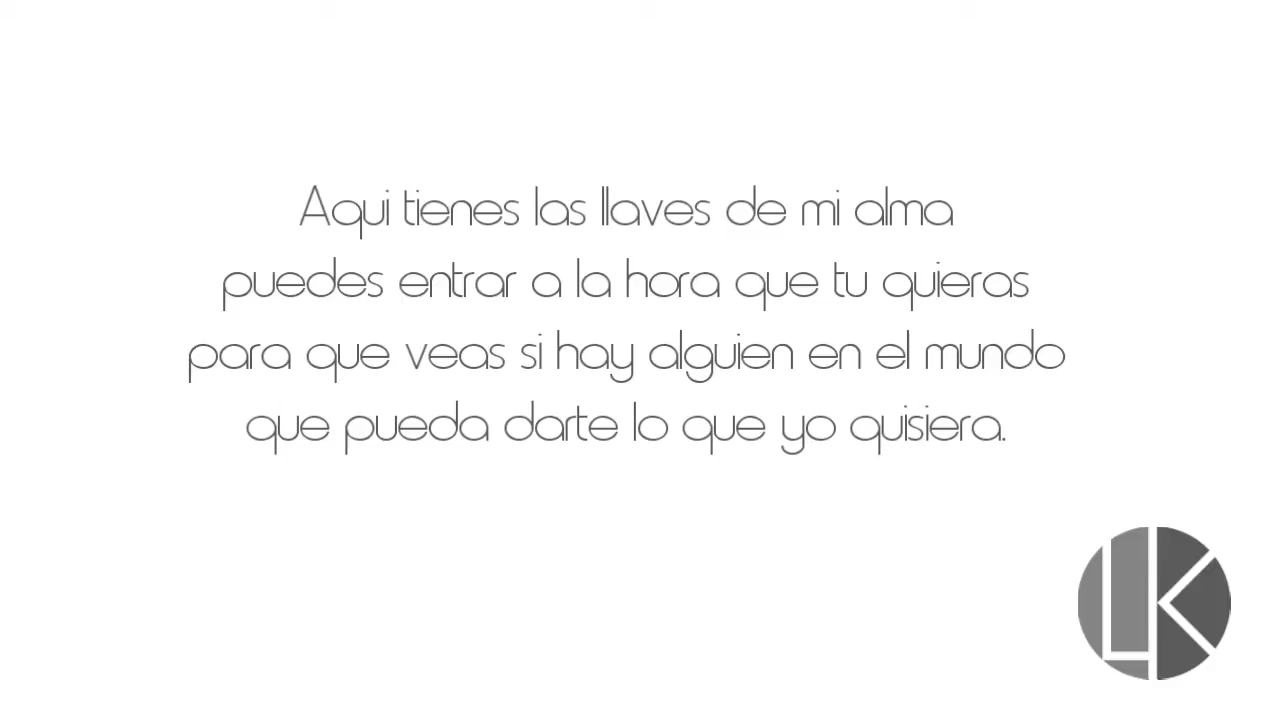 Aqui tienes las llaves de mi alma
puedes entrar a la hora que tu quieras
para que veas si hay alguien en el mundo
que pueda darte lo que yo quisiera.
LK